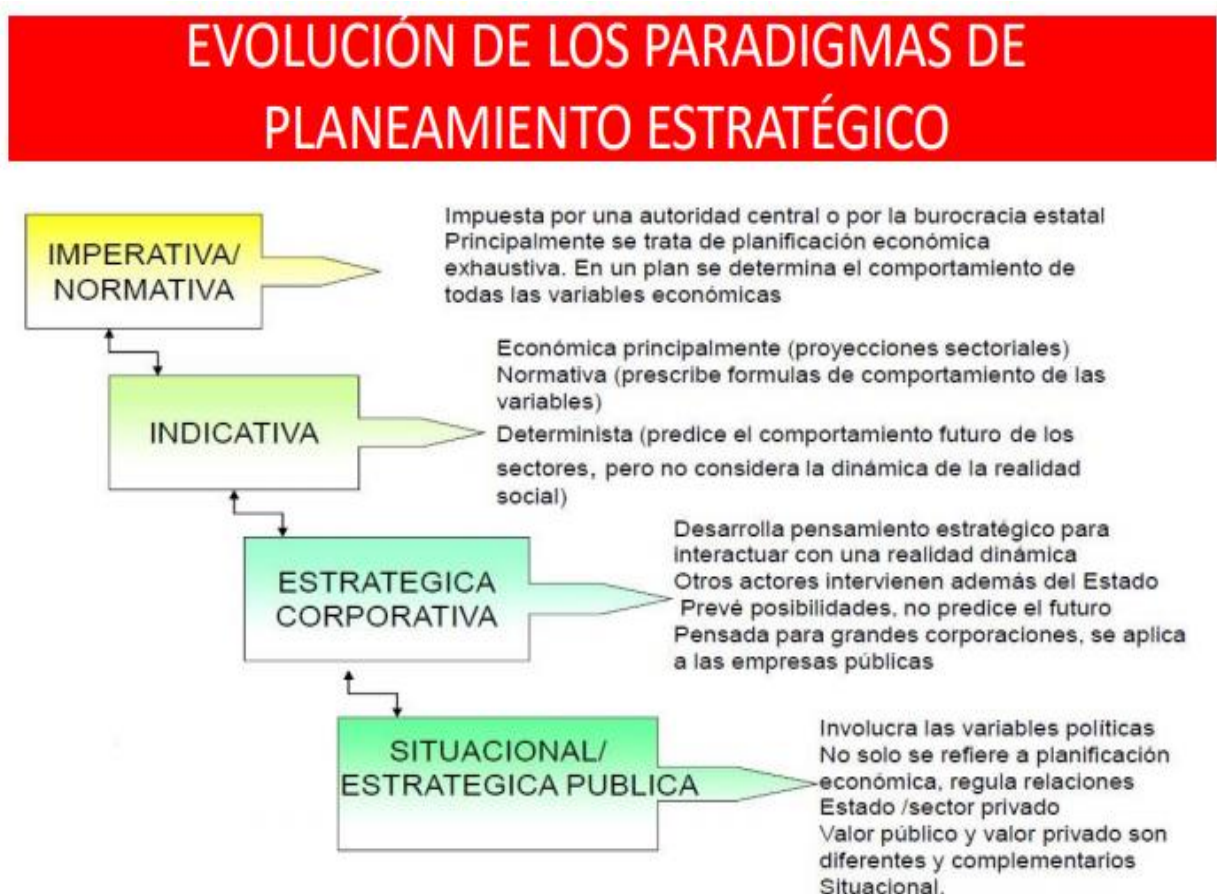 EVOLUCIÓN DE LOS PARADIGMAS DE
PLANEAMIENTO ESTRATÉGICO
IMPERATIVA/
NORMATIVA
Impuesta por una autoridad central o por la burocracia estatal
Principalmente se trata de planificación económica
exhaustiva. En un plan se determina el comportamiento de
todas las variables económicas
INDICATIVA
Económica principalmente (proyecciones sectoriales)
Normativa (prescribe formulas de comportamiento de las
variables)
Determinista (predice el comportamiento futuro de los
sectores, pero no considera la dinámica de la realidad
social)
ESTRATEGICA
CORPORATIVA
Desarrolla pensamiento estratégico para
interactuar con una realidad dinámica
Otros actores intervienen además del Estado
Prevé posibilidades, no predice el futuro
Pensada para grandes corporaciones, se aplica
a las empresas públicas
SITUACIONAL/
ESTRATEGICA PUBLICA
Involucra las variables políticas
No solo se refiere a planificación
económica, regula relaciones
Estado /sector privado
Valor público y valor privado son
diferentes y complementarios
Situacional.